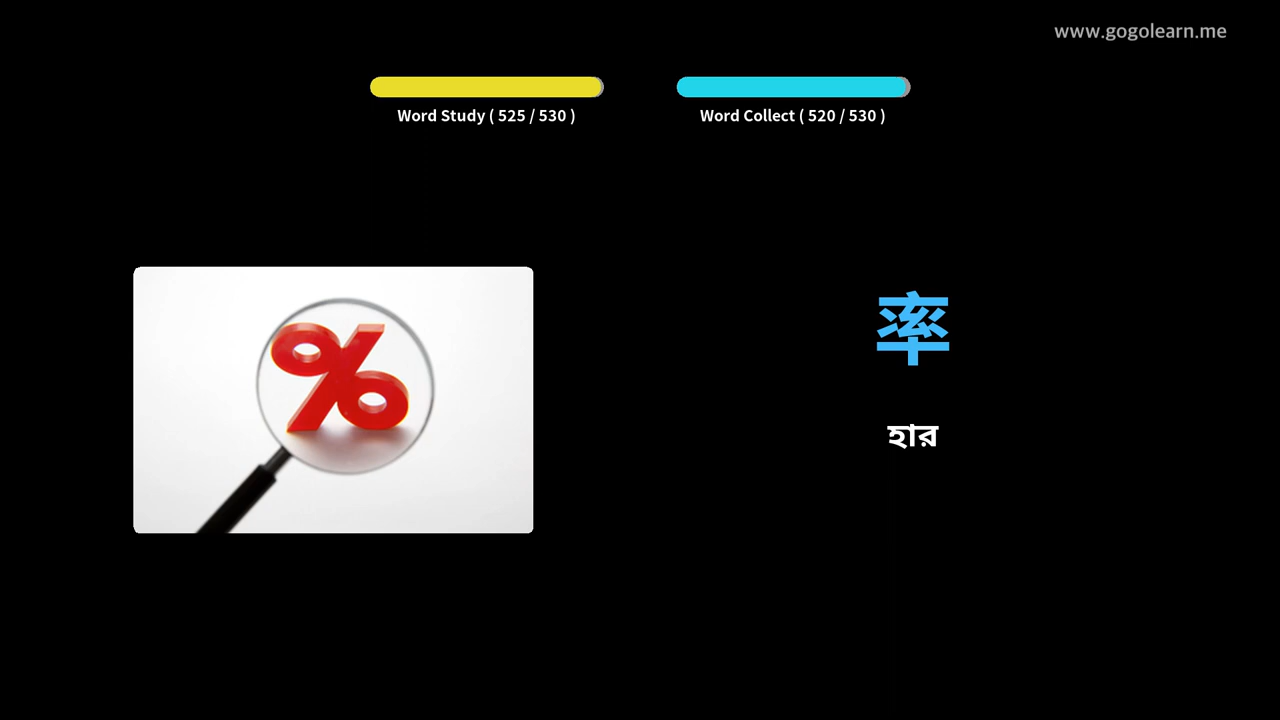 www.gogolearn.me
Word Study ( 525 / 530 )
Word Collect ( 520 / 530 )
%
率
হার